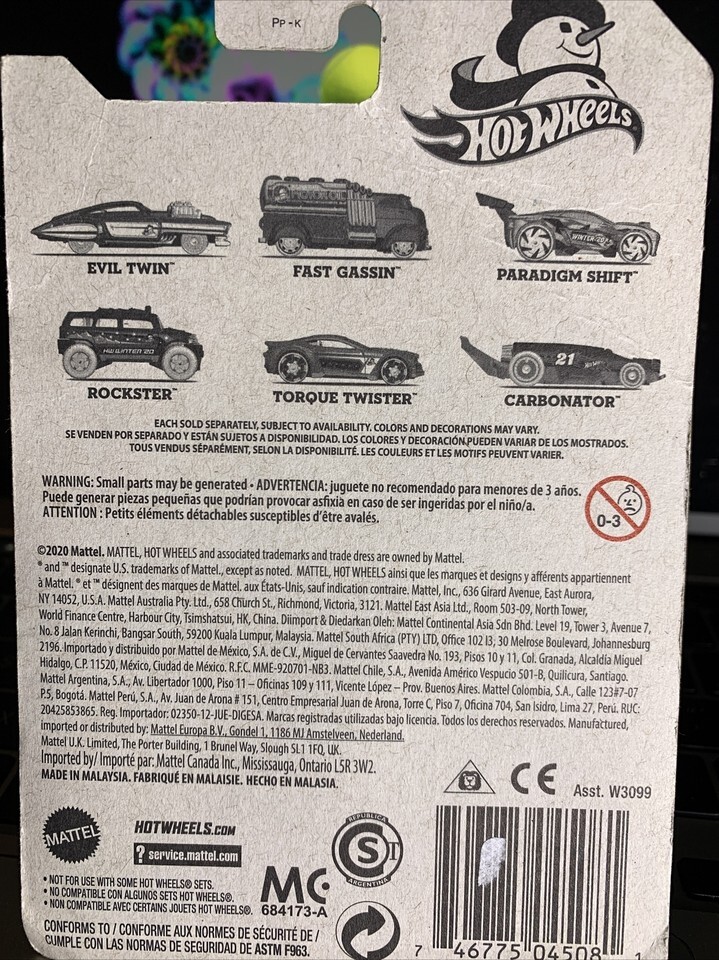 PP-K
HOT WHEELS
EVIL TWIN™
FAST GASSIN™
WINTER-20
PARADIGM SHIFT™
HW WINTER '20
ROCKSTER™
TORQUE TWISTER™
21
CARBONATOR™
EACH SOLD SEPARATELY, SUBJECT TO AVAILABILITY. COLORS AND DECORATIONS MAY VARY.
SE VENDEN POR SEPARADO Y ESTÁN SUJETOS A DISPONIBILIDAD. LOS COLORES Y DECORACIÓN PUEDEN VARIAR DE LOS MOSTRADOS.
TOUS VENDUS SÉPARÉMENT, SELON LA DISPONIBILITÉ. LES COULEURS ET LES MOTIFS PEUVENT VARIER.
WARNING: Small parts may be generated • ADVERTENCIA: juguete no recomendado para menores de 3 años.
Puede generar piezas pequeñas que podrían provocar asfixia en caso de ser ingeridas por el niño/a.
ATTENTION : Petits éléments détachables susceptibles d'être avalés.
0-3
©2020 Mattel. MATTEL, HOT WHEELS and associated trademarks and trade dress are owned by Mattel.
® and ™ designate U.S. trademarks of Mattel., except as noted. MATTEL, HOT WHEELS ainsi que les marques et designs y afférents appartiennent
à Mattel. ® et ™ désignent des marques de Mattel. aux États-Unis, sauf indication contraire. Mattel, Inc., 636 Girard Avenue, East Aurora,
NY 14052, U.S.A. Mattel Australia Pty. Ltd., 658 Church St., Richmond, Victoria, 3121. Mattel East Asia Ltd., Room 503-09, North Tower,
World Finance Centre, Harbour City, Tsimshatsui, HK, China. Diimport & Diedarkan Oleh: Mattel Continental Asia Sdn Bhd. Level 19, Tower 3, Avenue 7,
No. 8 Jalan Kerinchi, Bangsar South, 59200 Kuala Lumpur, Malaysia. Mattel South Africa (PTY) LTD, Office 102 I3, 30 Melrose Boulevard, Johannesburg
2196. Importado y distribuido por Mattel de México, S.A. de C.V., Miguel de Cervantes Saavedra No. 193, Pisos 10 y 11, Col. Granada, Alcaldía Miguel
Hidalgo, C.P. 11520, México, Ciudad de México. R.F.C. MME-920701-NB3. Mattel Chile, S.A., Avenida Américo Vespucio 501-B, Quilicura, Santiago.
Mattel Argentina, S.A., Av. Libertador 1000, Piso 11 – Oficinas 109 y 111, Vicente López – Prov. Buenos Aires. Mattel Colombia, S.A., Calle 123#7-07
P.5, Bogotá. Mattel Perú, S.A., Av. Juan de Arona # 151, Centro Empresarial Juan de Arona, Torre C, Piso 7, Oficina 704, San Isidro, Lima 27, Perú. RUC:
20425853865. Reg. Importador: 02350-12-JUE-DIGESA. Marcas registradas utilizadas bajo licencia. Todos los derechos reservados. Manufactured,
imported or distributed by: Mattel Europa B.V., Gondel 1, 1186 MJ Amstelveen, Nederland.
Mattel U.K. Limited, The Porter Building, 1 Brunel Way, Slough SL1 1FQ, UK.
Imported by/ Importé par: Mattel Canada Inc., Mississauga, Ontario L5R 3W2.
MADE IN MALAYSIA. FABRIQUÉ EN MALAISIE. HECHO EN MALASIA.
CE
Asst. W3099
MATTEL
HOTWHEELS.COM
? service.mattel.com
REPUBLICA
S
ARGENTINA
• NOT FOR USE WITH SOME HOT WHEELS® SETS.
• NO COMPATIBLE CON ALGUNOS SETS HOT WHEELS®.
• NON COMPATIBLE AVEC CERTAINS JOUETS HOT WHEELS®.
MC
684173-A
CONFORMS TO / CONFORME AUX NORMES DE SÉCURITÉ DE /
CUMPLE CON LAS NORMAS DE SEGURIDAD DE ASTM F963.
7 46775 04508 1